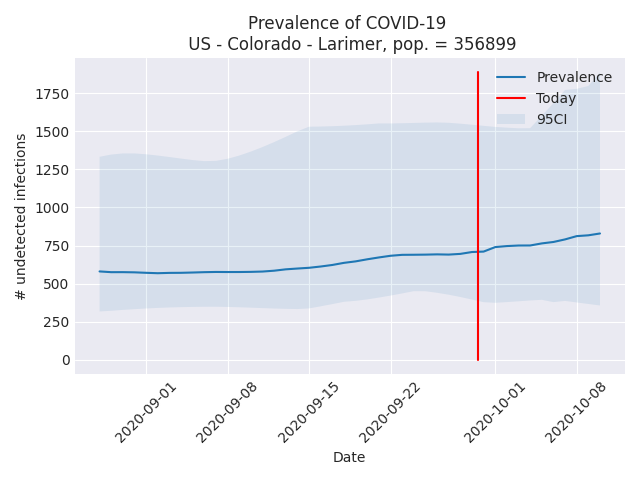 Prevalence of COVID-19
US - Colorado - Larimer, pop. = 356899
Prevalence
Today
95CI
1750
1500
1250
1000
750
500
250
0
# undetected infections
2020-09-01
2020-09-08
2020-09-15
2020-09-22
2020-10-01
2020-10-08
Date